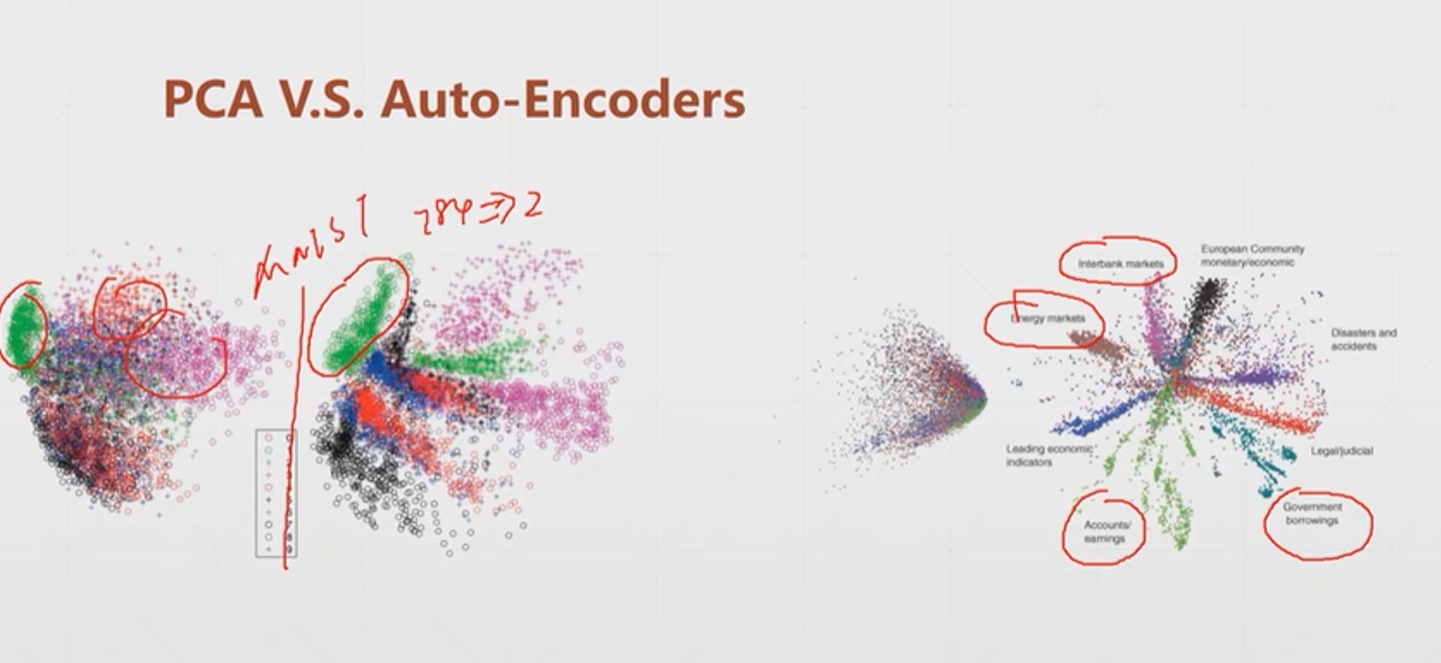 PCA V.S. Auto-Encoders
mnist 784 ⇒ 2
European Community
monetary/economic
Interbank markets
Energy markets
Disasters and
accidents
Leading economic
indicators
Legal/judicial
Accounts/
earnings
Government
borrowings
9